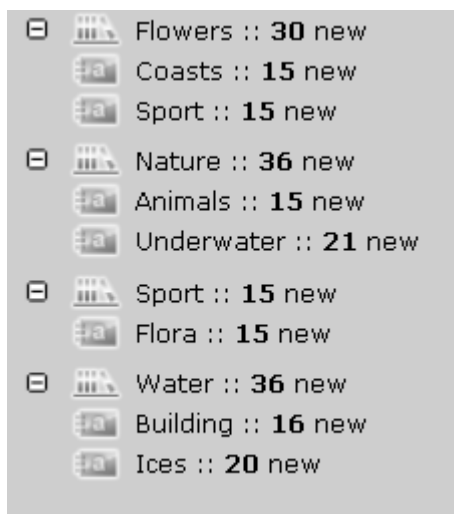 Flowers :: 30 new
Coasts :: 15 new
Sport :: 15 new
Nature :: 36 new
Animals :: 15 new
Underwater :: 21 new
Sport :: 15 new
Flora :: 15 new
Water :: 36 new
Building :: 16 new
Ices :: 20 new